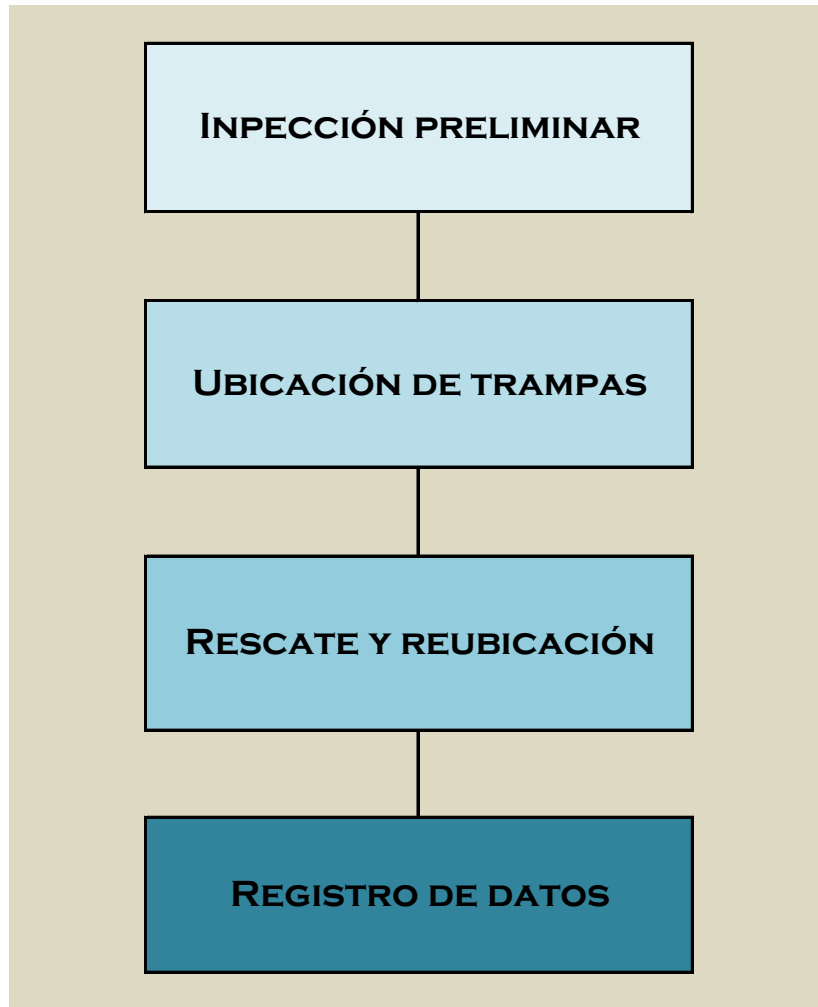 Inpección preliminar
Ubicación de trampas
Rescate y reubicación
Registro de datos